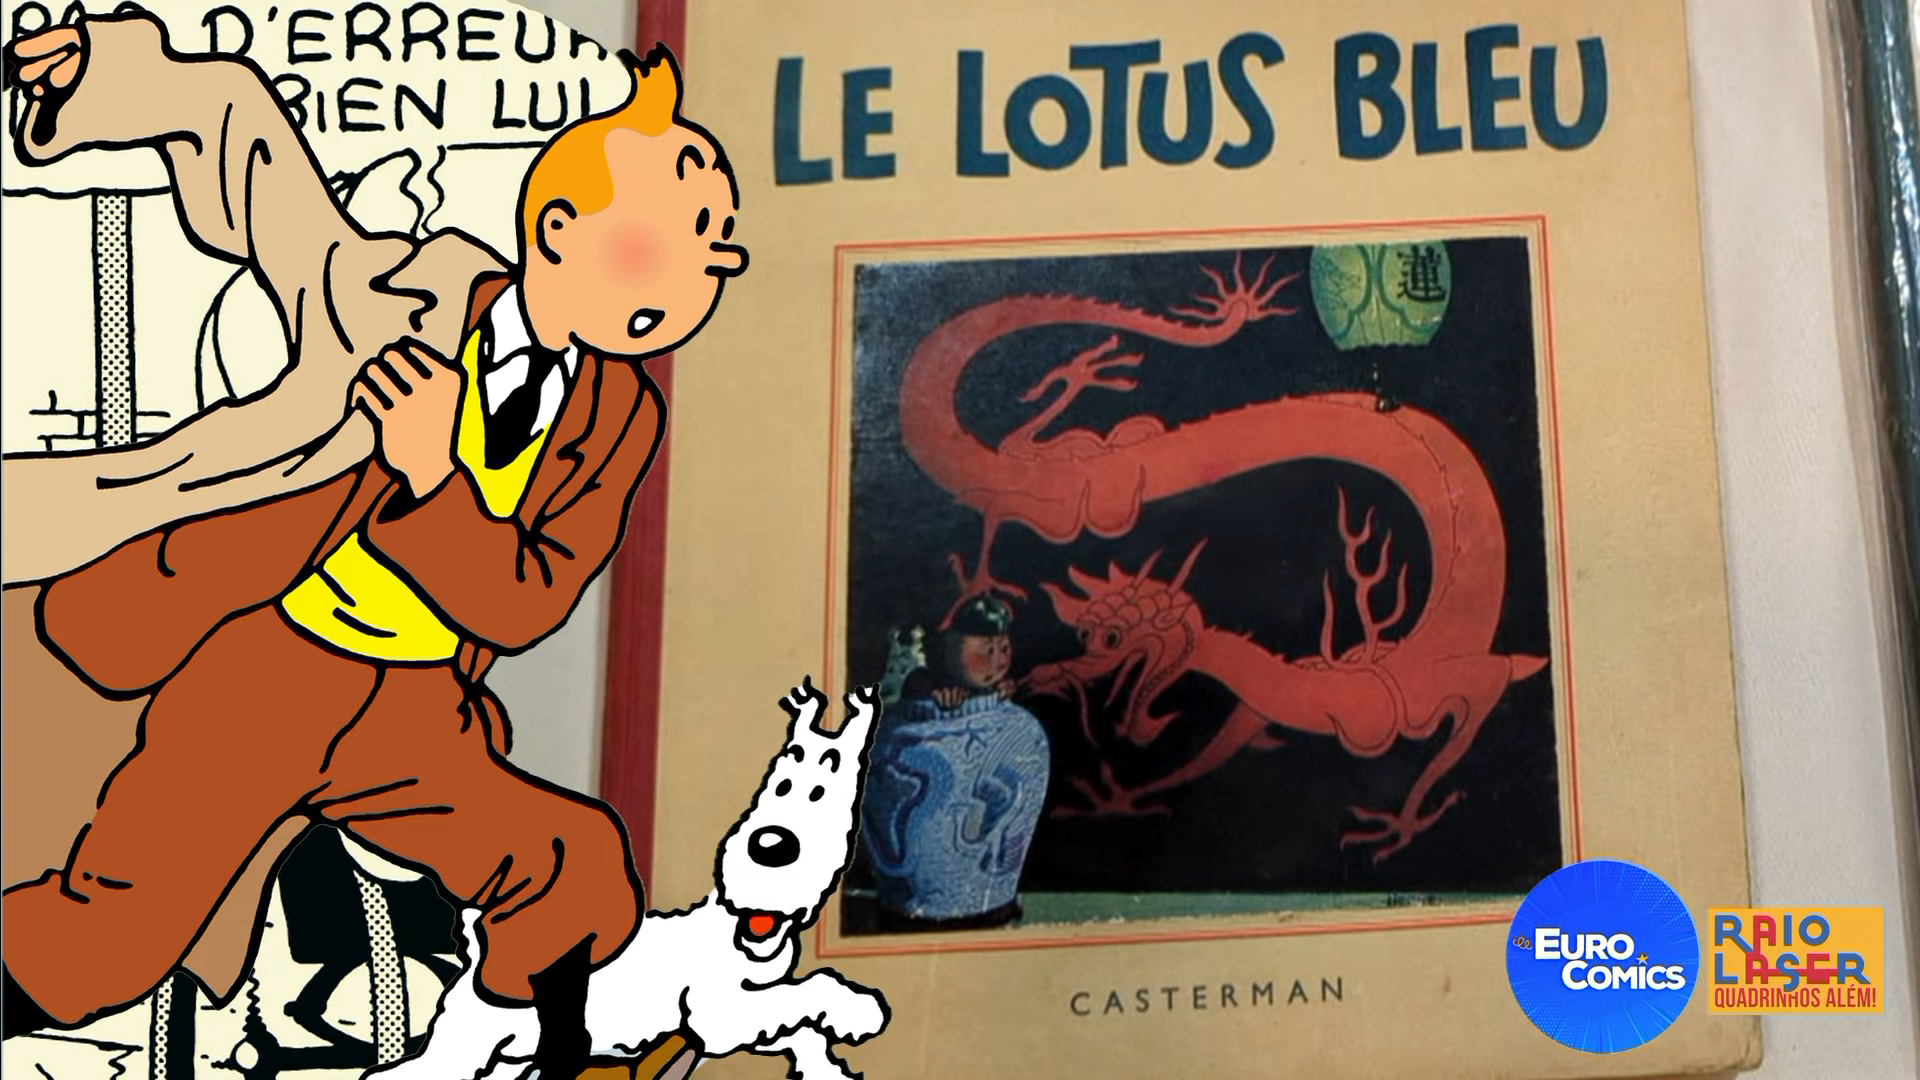 D'ERREUR
BIEN LUI
LE LOTUS BLEU
蓮
CASTERMAN
EURO
COMICS
RAIO
LASER
QUADRINHOS ALÉM!